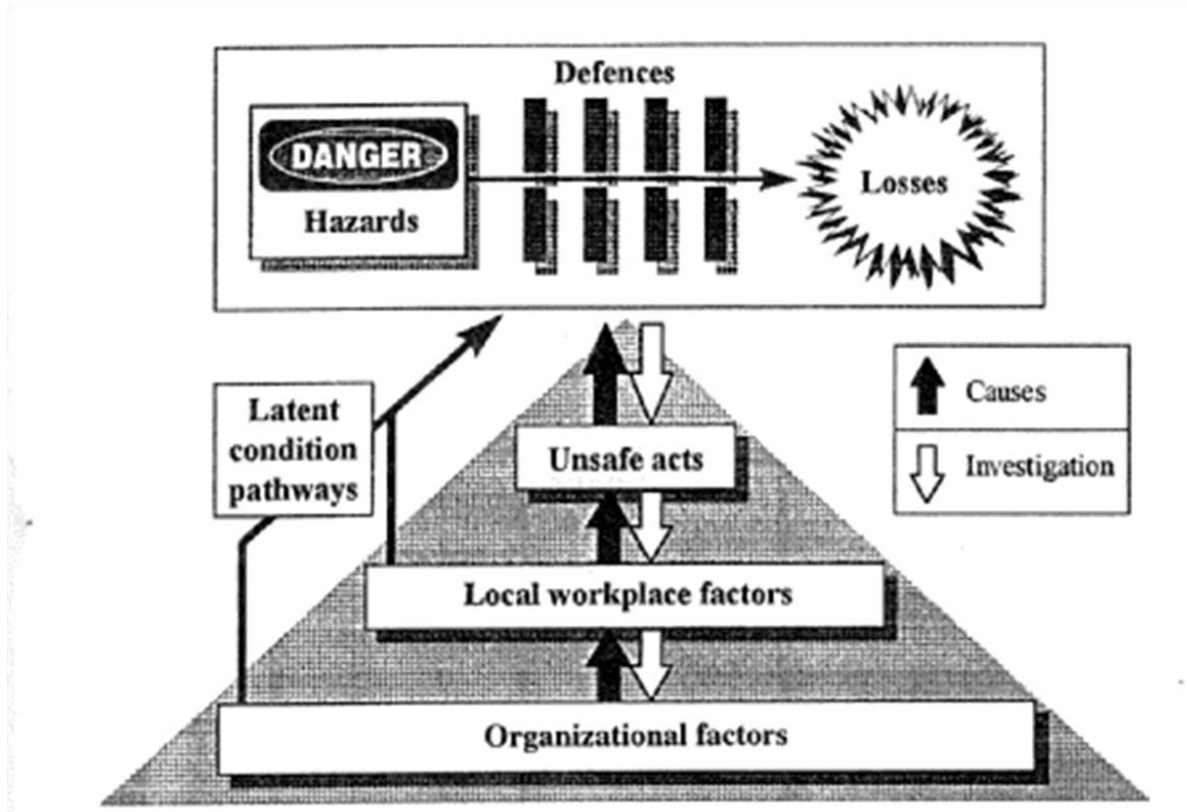 Defences
DANGER
Hazards
Losses
Latent
condition
pathways
Causes
Investigation
Unsafe acts
Local workplace factors
Organizational factors